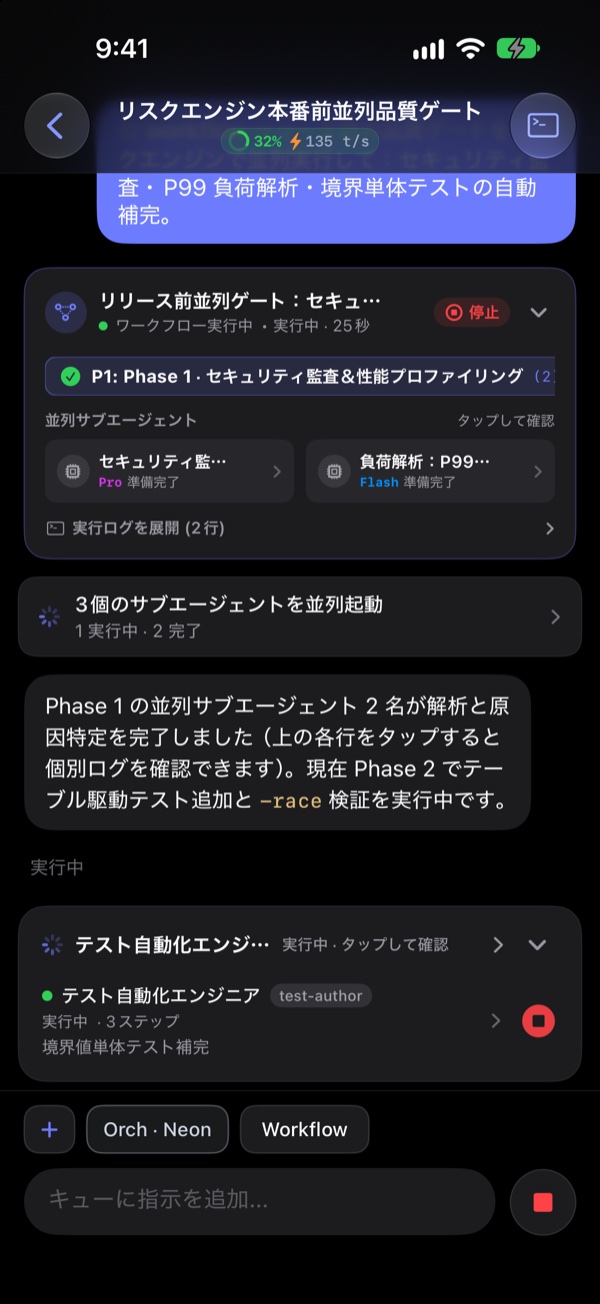 9:41
リスクエンジン本番前並列品質ゲート
32% ⚡135 t/s
査・P99 負荷解析・境界単体テストの自動
補完。
リリース前並列ゲート：セキュ…
ワークフロー実行中 ・実行中 · 25秒
停止
P1: Phase 1 · セキュリティ監査＆性能プロファイリング (2
並列サブエージェント
タップして確認
セキュリティ監…
Pro 準備完了
負荷解析：P99…
Flash 準備完了
実行ログを展開 (2行)
3個のサブエージェントを並列起動
1 実行中 · 2 完了
Phase 1 の並列サブエージェント 2 名が解析と原
因特定を完了しました（上の各行をタップすると
個別ログを確認できます）。現在 Phase 2 でテー
ブル駆動テスト追加と -race 検証を実行中です。
実行中
テスト自動化エンジ… 実行中 · タップして確認
テスト自動化エンジニア test-author
実行中 · 3ステップ
境界値単体テスト補完
Orch · Neon
Workflow
キューに指示を追加...